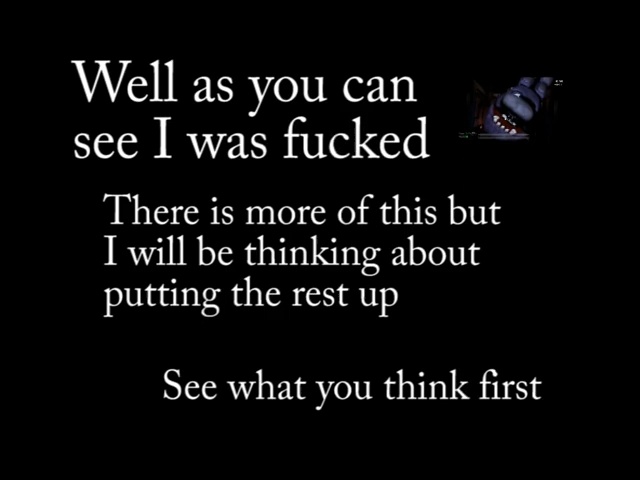 Well as you can
see I was fucked
There is more of this but
I will be thinking about
putting the rest up
See what you think first